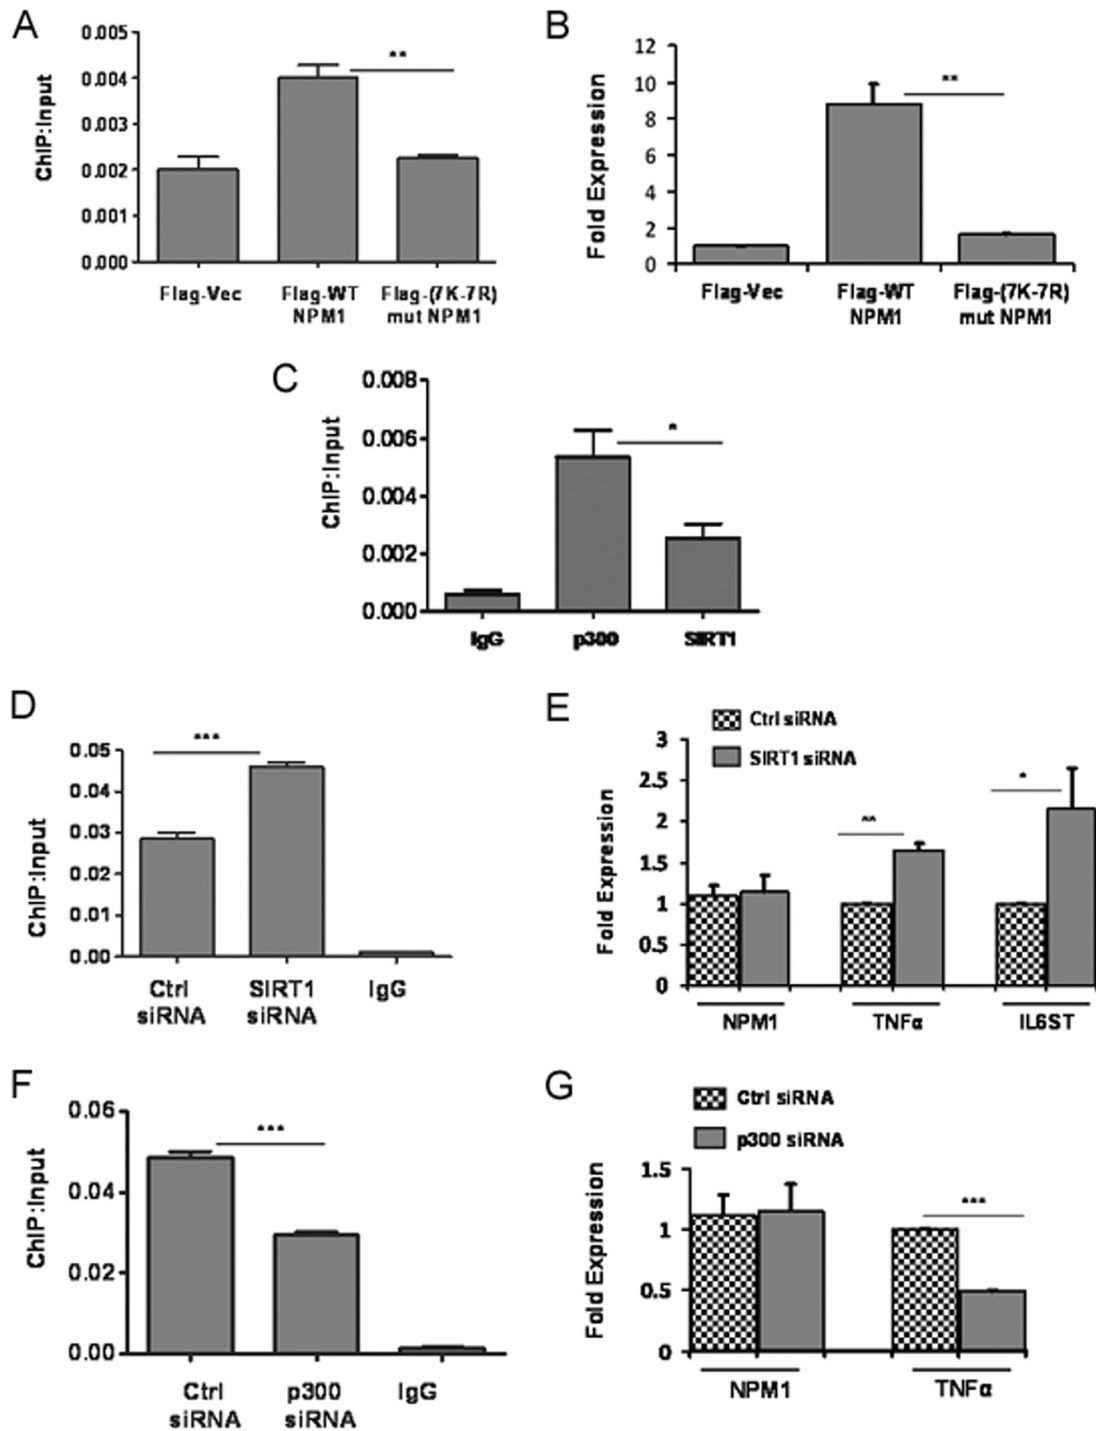 A
0.005
0.004
0.003
0.002
0.001
0.000
ChIP:Input
**
Flag-Vec
Flag-WT
NPM1
Flag-(7K-7R)
mut NPM1
B
12
10
8
6
4
2
0
Fold Expression
**
Flag-Vec
Flag-WT
NPM1
Flag-(7K-7R)
mut NPM1
C
0.008
0.006
0.004
0.002
0.000
ChIP:Input
*
IgG
p300
SIRT1
D
0.05
0.04
0.03
0.02
0.01
0.00
ChIP:Input
***
Ctrl
siRNA
SIRT1
siRNA
IgG
E
Ctrl siRNA
SIRT1 siRNA
3
2.5
2
1.5
1
0.5
0
Fold Expression
**
*
NPM1
TNFα
IL6ST
F
0.06
0.04
0.02
0.00
ChIP:Input
***
Ctrl
siRNA
p300
siRNA
IgG
G
Ctrl siRNA
p300 siRNA
1.5
1
0.5
0
Fold Expression
***
NPM1
TNFα